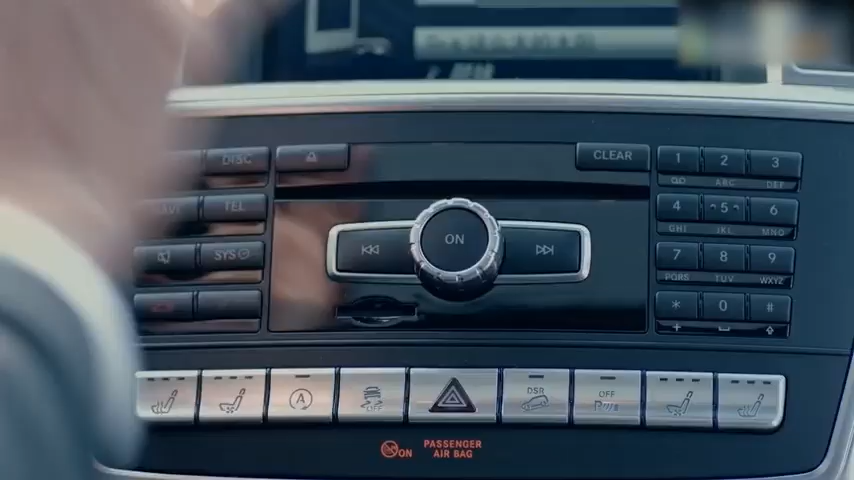 DISC
CLEAR
1 2 3
ABC DEF
TEL
4 5 6
GHI JKL MNO
ON
SYS
7 8 9
PQRS TUV WXYZ
* 0 #
+
A
OFF
DSR
OFF
ON
PASSENGER
AIR BAG